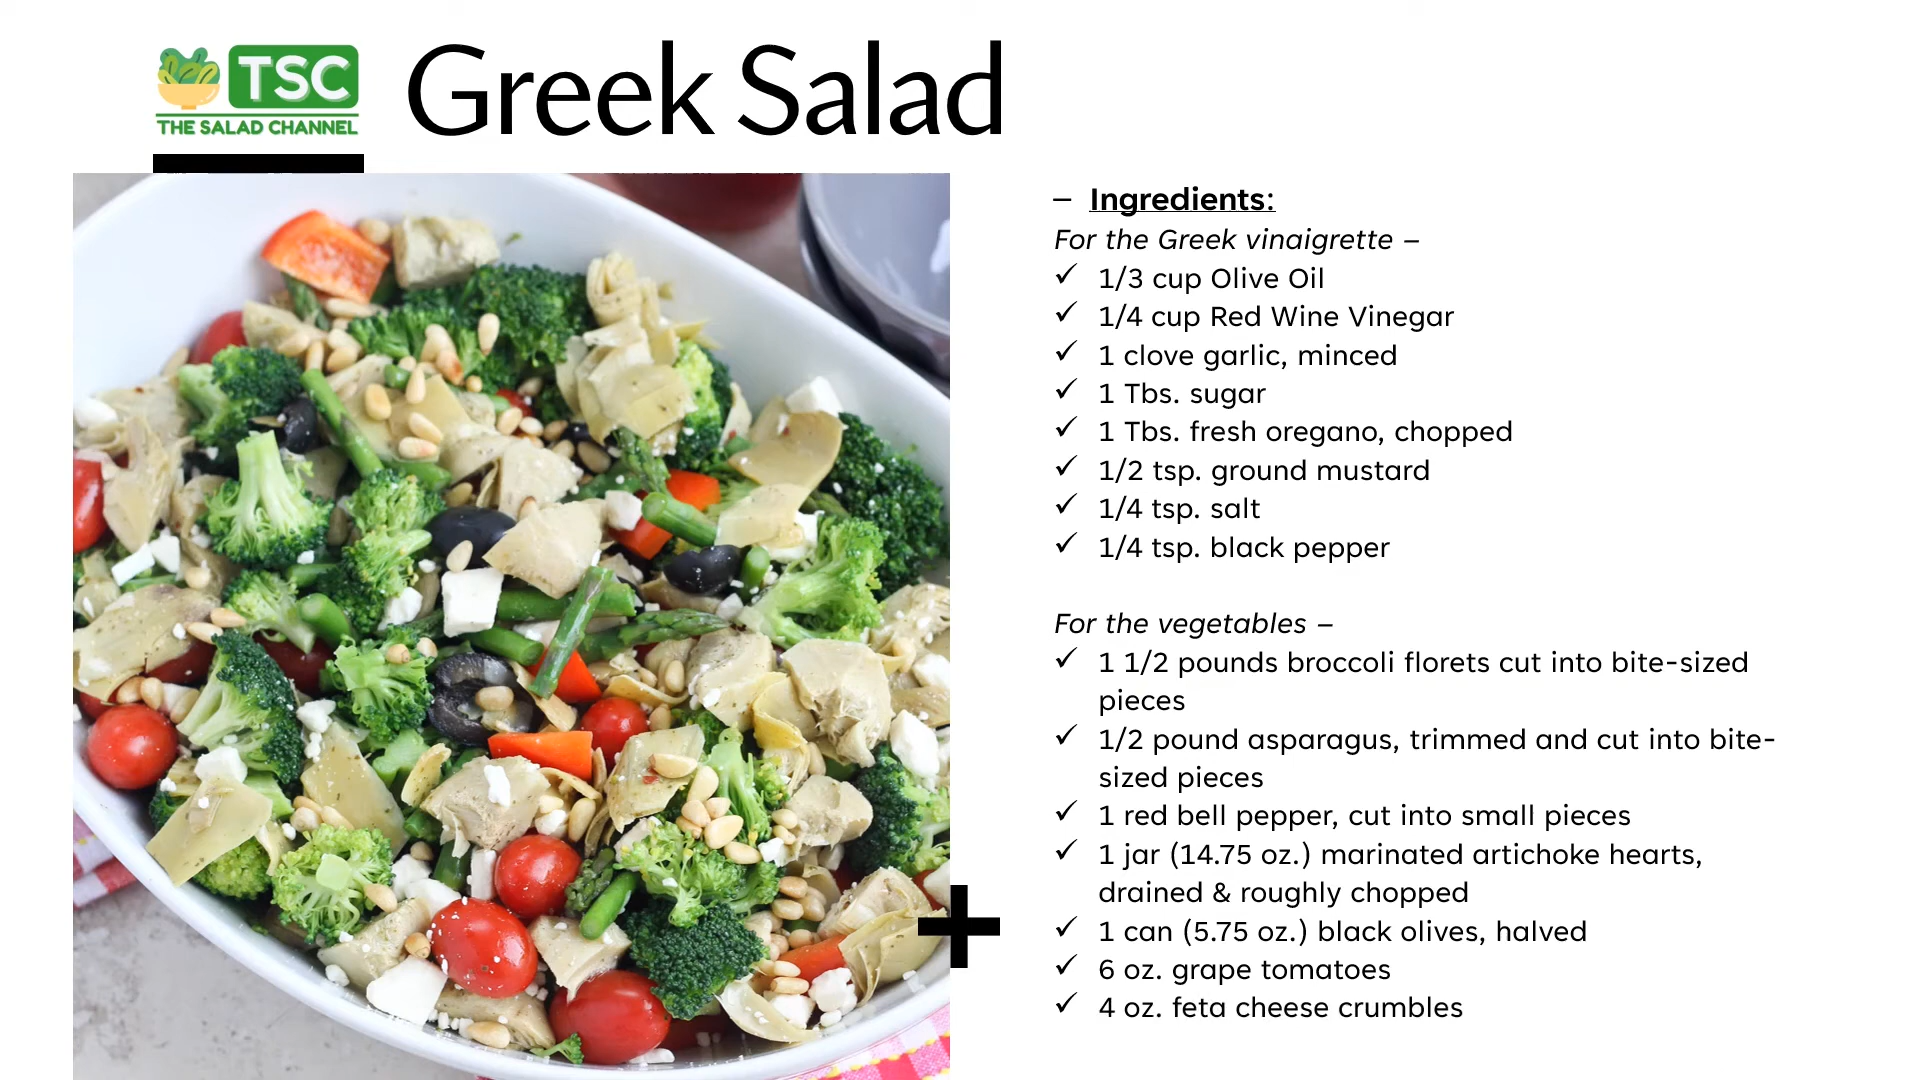 TSC
THE SALAD CHANNEL
Greek Salad
– Ingredients:
For the Greek vinaigrette –
✓ 1/3 cup Olive Oil
✓ 1/4 cup Red Wine Vinegar
✓ 1 clove garlic, minced
✓ 1 Tbs. sugar
✓ 1 Tbs. fresh oregano, chopped
✓ 1/2 tsp. ground mustard
✓ 1/4 tsp. salt
✓ 1/4 tsp. black pepper
For the vegetables –
✓ 1 1/2 pounds broccoli florets cut into bite-sized
pieces
✓ 1/2 pound asparagus, trimmed and cut into bite-
sized pieces
✓ 1 red bell pepper, cut into small pieces
✓ 1 jar (14.75 oz.) marinated artichoke hearts,
drained & roughly chopped
✓ 1 can (5.75 oz.) black olives, halved
✓ 6 oz. grape tomatoes
✓ 4 oz. feta cheese crumbles